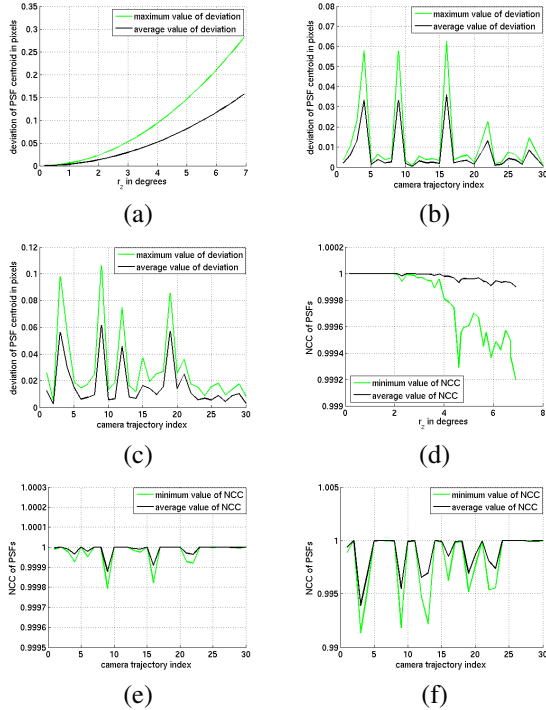 0.35
0.3
0.25
0.2
0.15
0.1
0.05
0
deviation of PSF centroid in pixels
maximum value of deviation
average value of deviation
0 1 2 3 4 5 6 7
r_z in degrees
(a)
0.08
0.07
0.06
0.05
0.04
0.03
0.02
0.01
0
deviation of PSF centroid in pixels
maximum value of deviation
average value of deviation
0 5 10 15 20 25 30
camera trajectory index
(b)
0.12
0.1
0.08
0.06
0.04
0.02
0
deviation of PSF centroid in pixels
maximum value of deviation
average value of deviation
0 5 10 15 20 25 30
camera trajectory index
(c)
1.0002
1
0.9998
0.9996
0.9994
0.9992
0.999
NCC of PSFs
minimum value of NCC
average value of NCC
0 2 4 6 8
r_z in degrees
(d)
1.0003
1.0002
1.0001
1.0001
1
0.9999
0.9998
0.9997
0.9996
0.9995
NCC of PSFs
minimum value of NCC
average value of NCC
0 5 10 15 20 25 30
camera trajectory index
(e)
1.005
1
0.995
0.99
NCC of PSFs
minimum value of NCC
average value of NCC
0 5 10 15 20 25 30
camera trajectory index
(f)